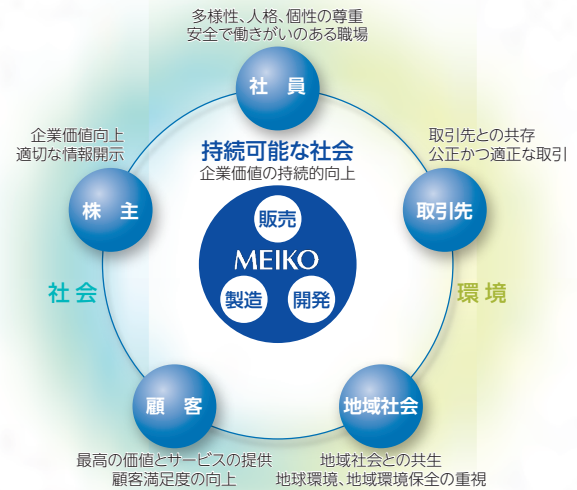 多様性、人格、個性の尊重
安全で働きがいのある職場
社 員
企業価値向上
適切な情報開示
株 主
持続可能な社会
企業価値の持続的向上
取引先との共存
公正かつ適正な取引
取引先
販売
MEIKO
製造
開発
社会
環境
顧 客
地域社会
最高の価値とサービスの提供
顧客満足度の向上
地域社会との共生
地球環境、地域環境保全の重視